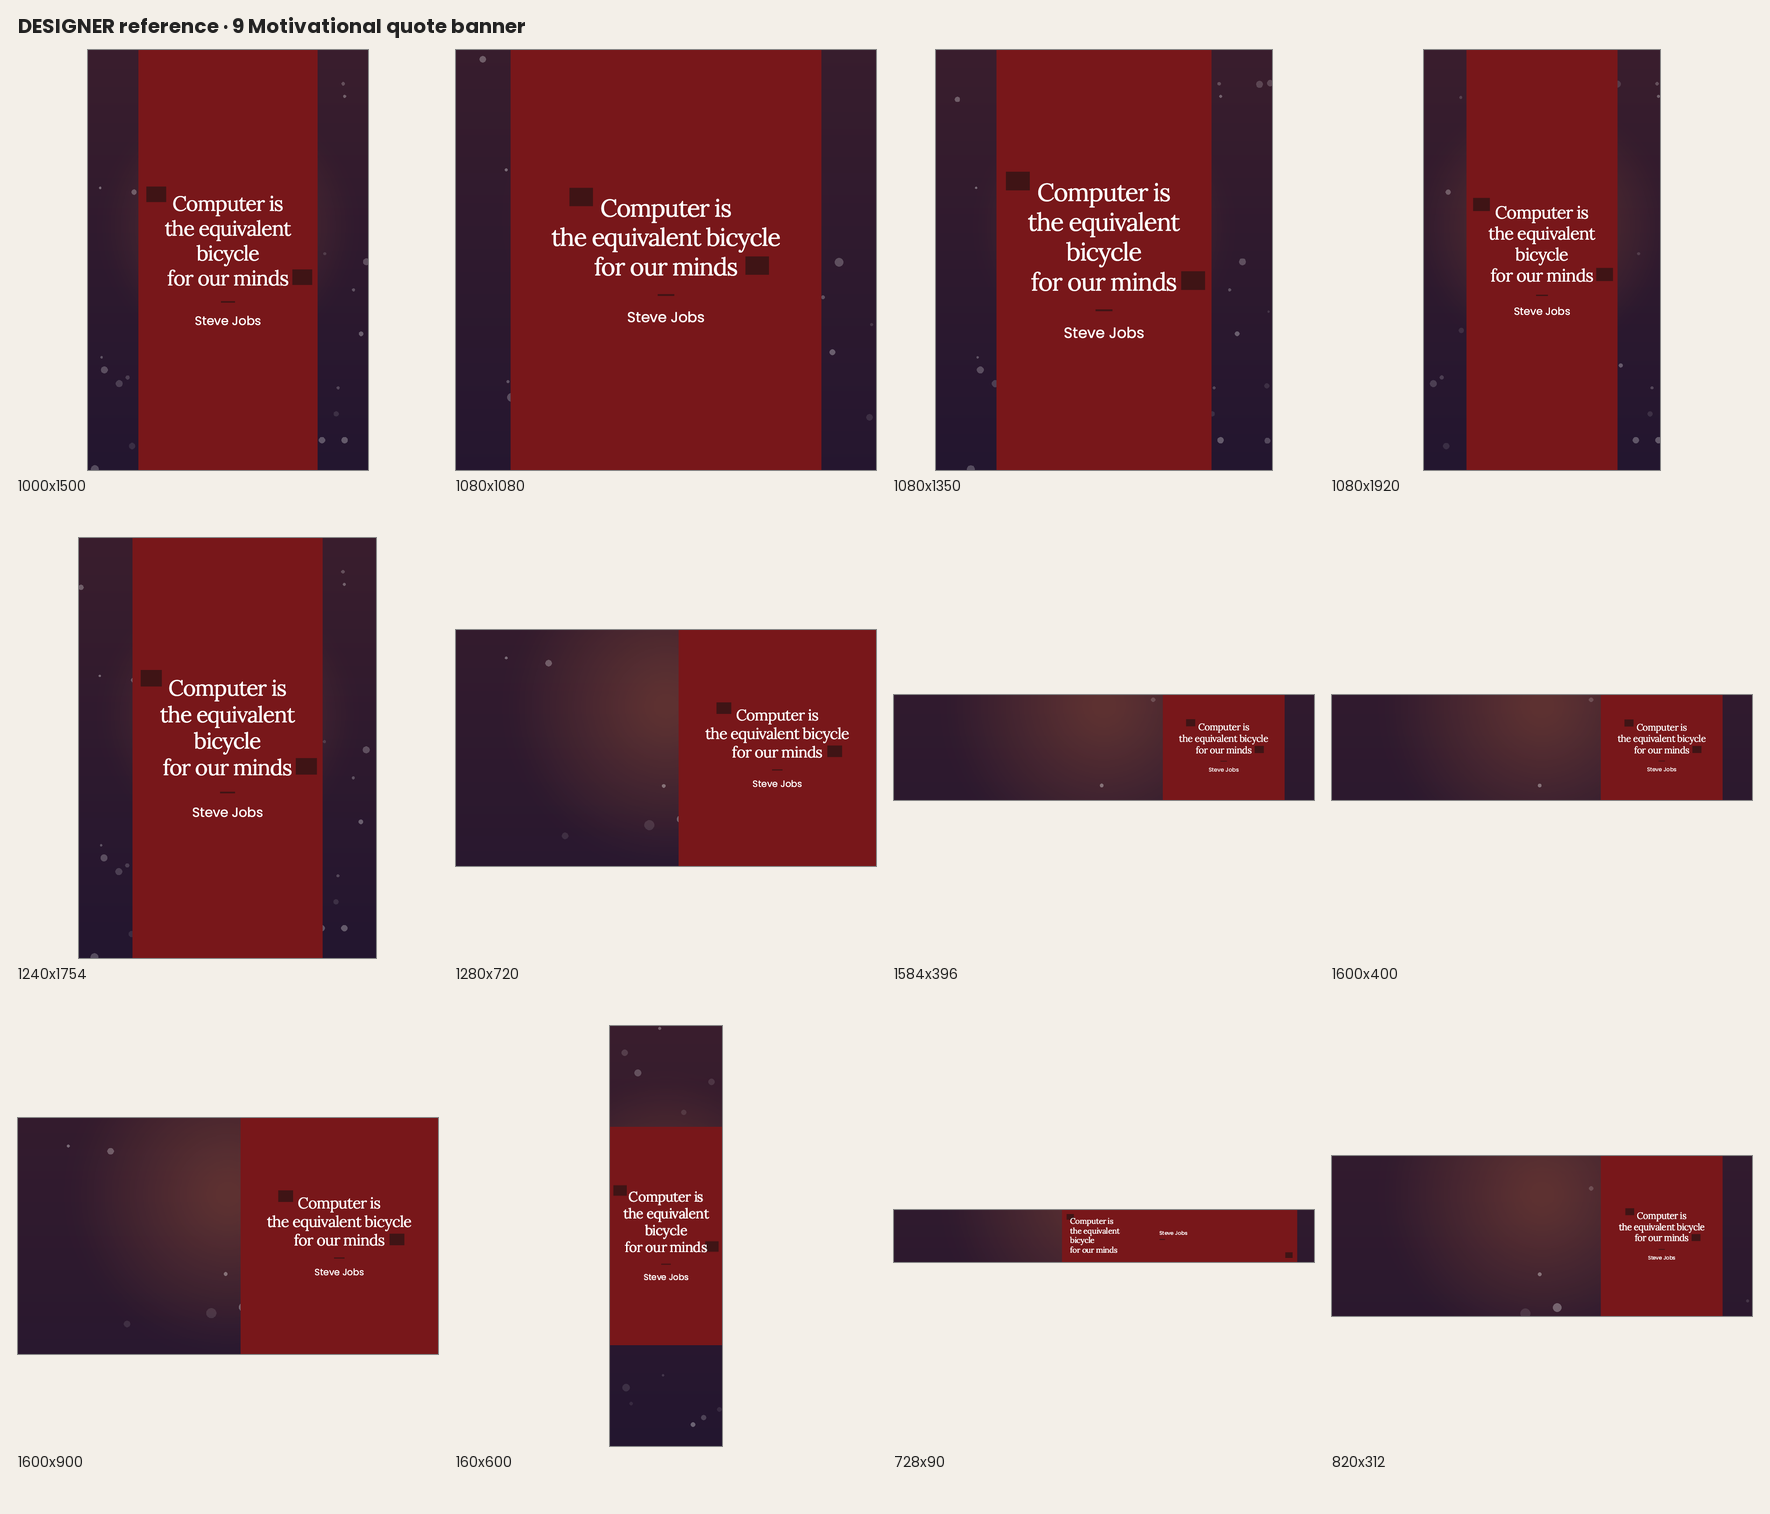 DESIGNER reference · 9 Motivational quote banner
Computer is
the equivalent
bicycle
for our minds
Steve Jobs
1000x1500
Computer is
the equivalent bicycle
for our minds
Steve Jobs
1080x1080
Computer is
the equivalent
bicycle
for our minds
Steve Jobs
1080x1350
Computer is
the equivalent
bicycle
for our minds
Steve Jobs
1080x1920
Computer is
the equivalent
bicycle
for our minds
Steve Jobs
1240x1754
Computer is
the equivalent bicycle
for our minds
Steve Jobs
1280x720
Computer is
the equivalent bicycle
for our minds
Steve Jobs
1584x396
Computer is
the equivalent bicycle
for our minds
Steve Jobs
1600x400
Computer is
the equivalent bicycle
for our minds
Steve Jobs
1600x900
Computer is
the equivalent
bicycle
for our minds
Steve Jobs
160x600
Computer is
the equivalent
bicycle
for our minds
Steve Jobs
728x90
Computer is
the equivalent bicycle
for our minds
Steve Jobs
820x312